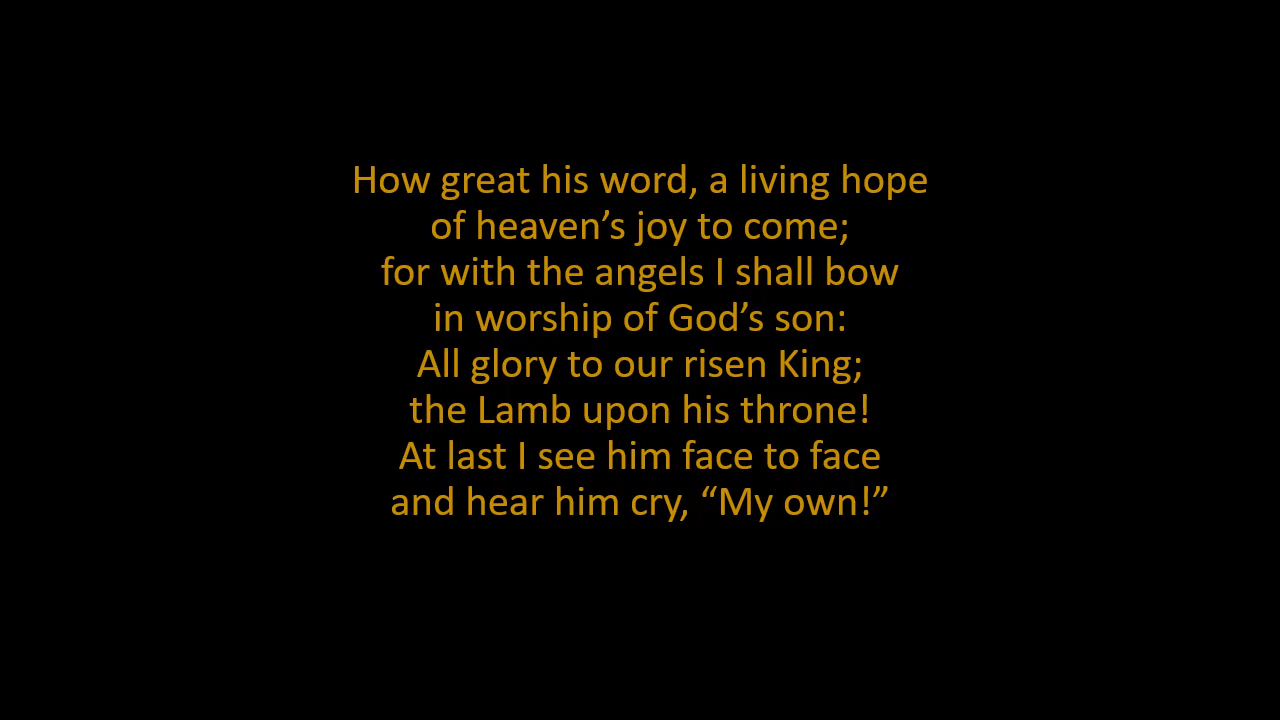 How great his word, a living hope
of heaven’s joy to come;
for with the angels I shall bow
in worship of God’s son:
All glory to our risen King;
the Lamb upon his throne!
At last I see him face to face
and hear him cry, “My own!”